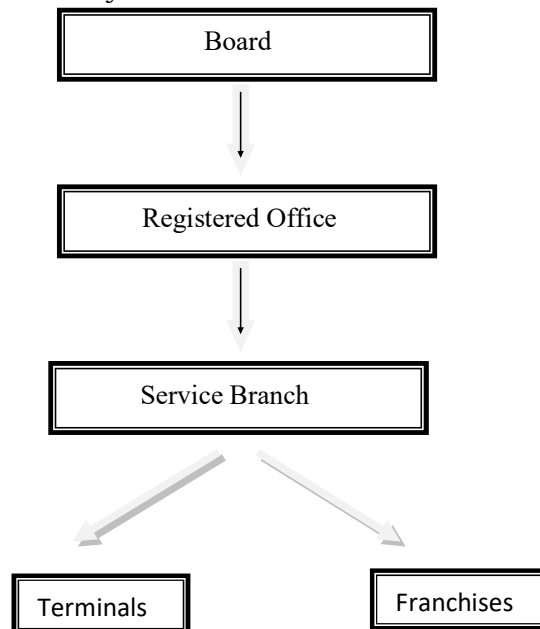 Board
Registered Office
Service Branch
Terminals
Franchises